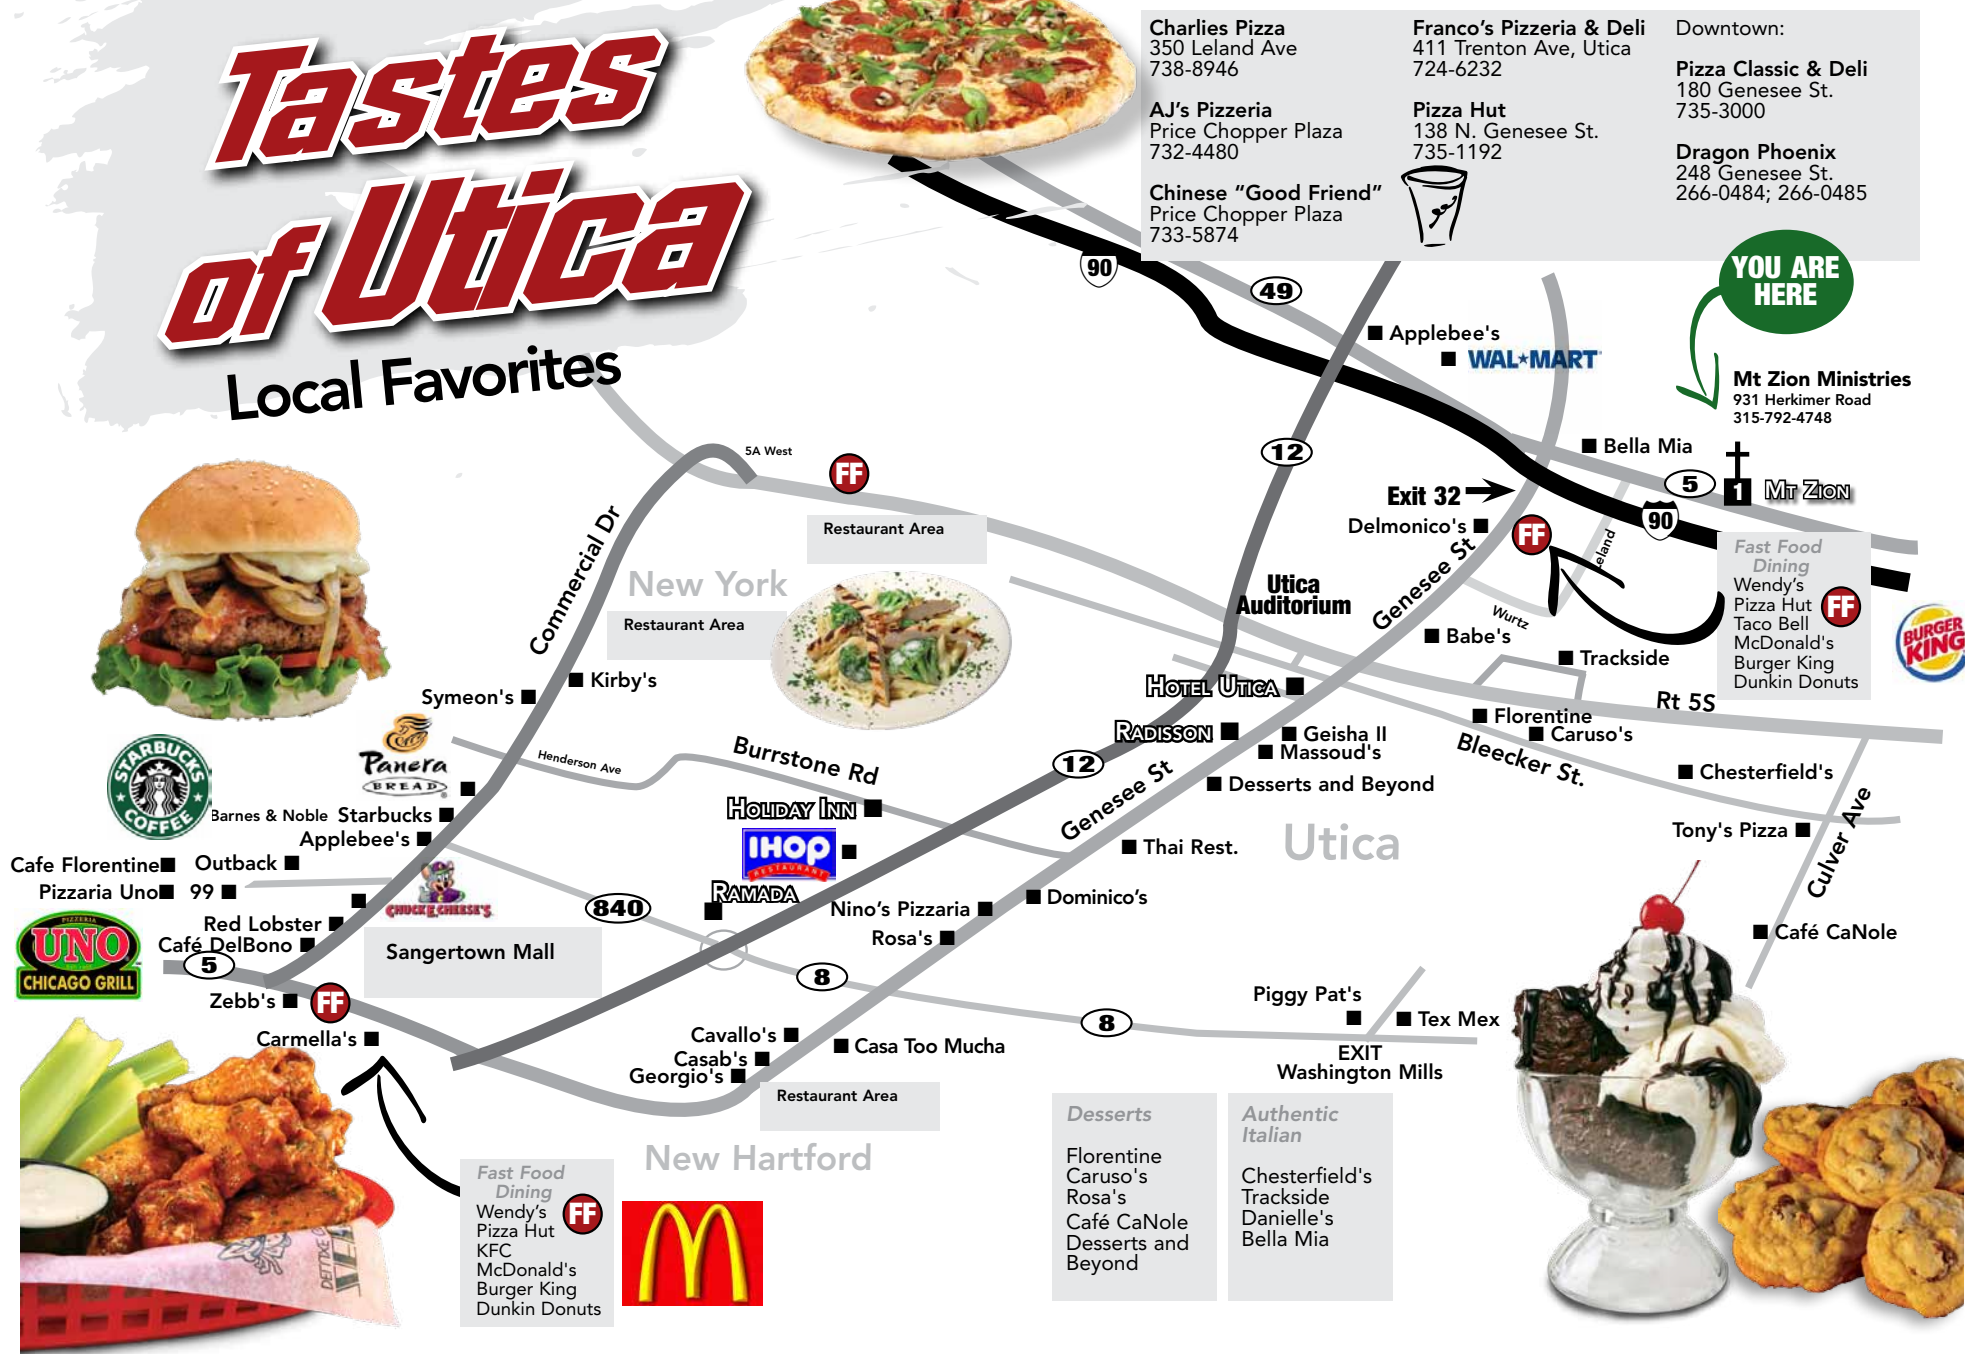 Tastes
of Utica
Local Favorites
Charlies Pizza
350 Leland Ave
738-8946
AJ's Pizzeria
Price Chopper Plaza
732-4480
Chinese “Good Friend”
Price Chopper Plaza
733-5874
Franco’s Pizzeria & Deli
411 Trenton Ave, Utica
724-6232
Pizza Hut
138 N. Genesee St.
735-1192
Downtown:
Pizza Classic & Deli
180 Genesee St.
735-3000
Dragon Phoenix
248 Genesee St.
266-0484; 266-0485
YOU ARE
HERE
90
49
Applebee's
WAL★MART
Mt Zion Ministries
931 Herkimer Road
315-792-4748
Bella Mia
12
5
1
MT ZION
5A West
FF
Exit 32
90
Delmonico's
FF
Leland
Restaurant Area
Commercial Dr
New York
Restaurant Area
Utica
Auditorium
Genesee St
Wurtz
Babe's
Trackside
Fast Food
Dining
Wendy’s
Pizza Hut
FF
Taco Bell
McDonald's
Burger King
Dunkin Donuts
BURGER
KING
Kirby's
Symeon's
HOTEL UTICA
Rt 5S
RADISSON
Geisha II
Massoud's
Florentine
Caruso's
Bleecker St.
STARBUCKS
COFFEE
Panera
BREAD
Henderson Ave
Burrstone Rd
12
Genesee St
Desserts and Beyond
Chesterfield's
Barnes & Noble Starbucks
Applebee's
HOLIDAY INN
IHOP
RESTAURANT
Thai Rest.
Utica
Tony's Pizza
Culver Ave
Cafe Florentine
Outback
Pizzaria Uno
99
CHUCK E CHEESE'S
840
RAMADA
Nino’s Pizzaria
Dominico’s
Red Lobster
Café DelBono
Rosa's
Café CaNole
PIZZERIA
UNO
CHICAGO GRILL
5
Sangertown Mall
8
Zebb's
FF
Piggy Pat's
Tex Mex
8
Carmella's
Cavallo's
Casab's
Georgio's
Casa Too Mucha
EXIT
Washington Mills
Restaurant Area
New Hartford
Fast Food
Dining
Wendy’s
FF
Pizza Hut
KFC
McDonald's
Burger King
Dunkin Donuts
Desserts
Florentine
Caruso's
Rosa's
Café CaNole
Desserts and
Beyond
Authentic
Italian
Chesterfield's
Trackside
Danielle's
Bella Mia